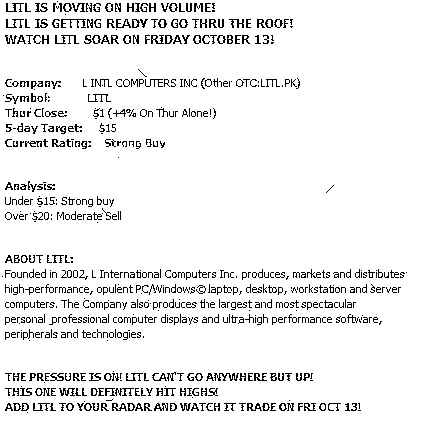 LITL IS MOVING ON HIGH VOLUME!
LITL IS GETTING READY TO GO THRU THE ROOF!
WATCH LITL SOAR ON FRIDAY OCTOBER 13!
Company: L INTL COMPUTERS INC (Other OTC:LITL.PK)
Symbol: LITL
Thur Close: $1 (+4% On Thur Alone!)
5-day Target: $15
Current Rating: Strong Buy
Analysis:
Under $15: Strong buy
Over $20: Moderate Sell
ABOUT LITL:
Founded in 2002, L International Computers Inc. produces, markets and distributes
high-performance, opulent PC/Windows© laptop, desktop, workstation and server
computers. The Company also produces the largest and most spectacular
personal professional computer displays and ultra-high performance software,
peripherals and technologies.
THE PRESSURE IS ON! LITL CAN'T GO ANYWHERE BUT UP!
THIS ONE WILL DEFINITELY HIT HIGHS!
ADD LITL TO YOUR RADAR AND WATCH IT TRADE ON FRI OCT 13!